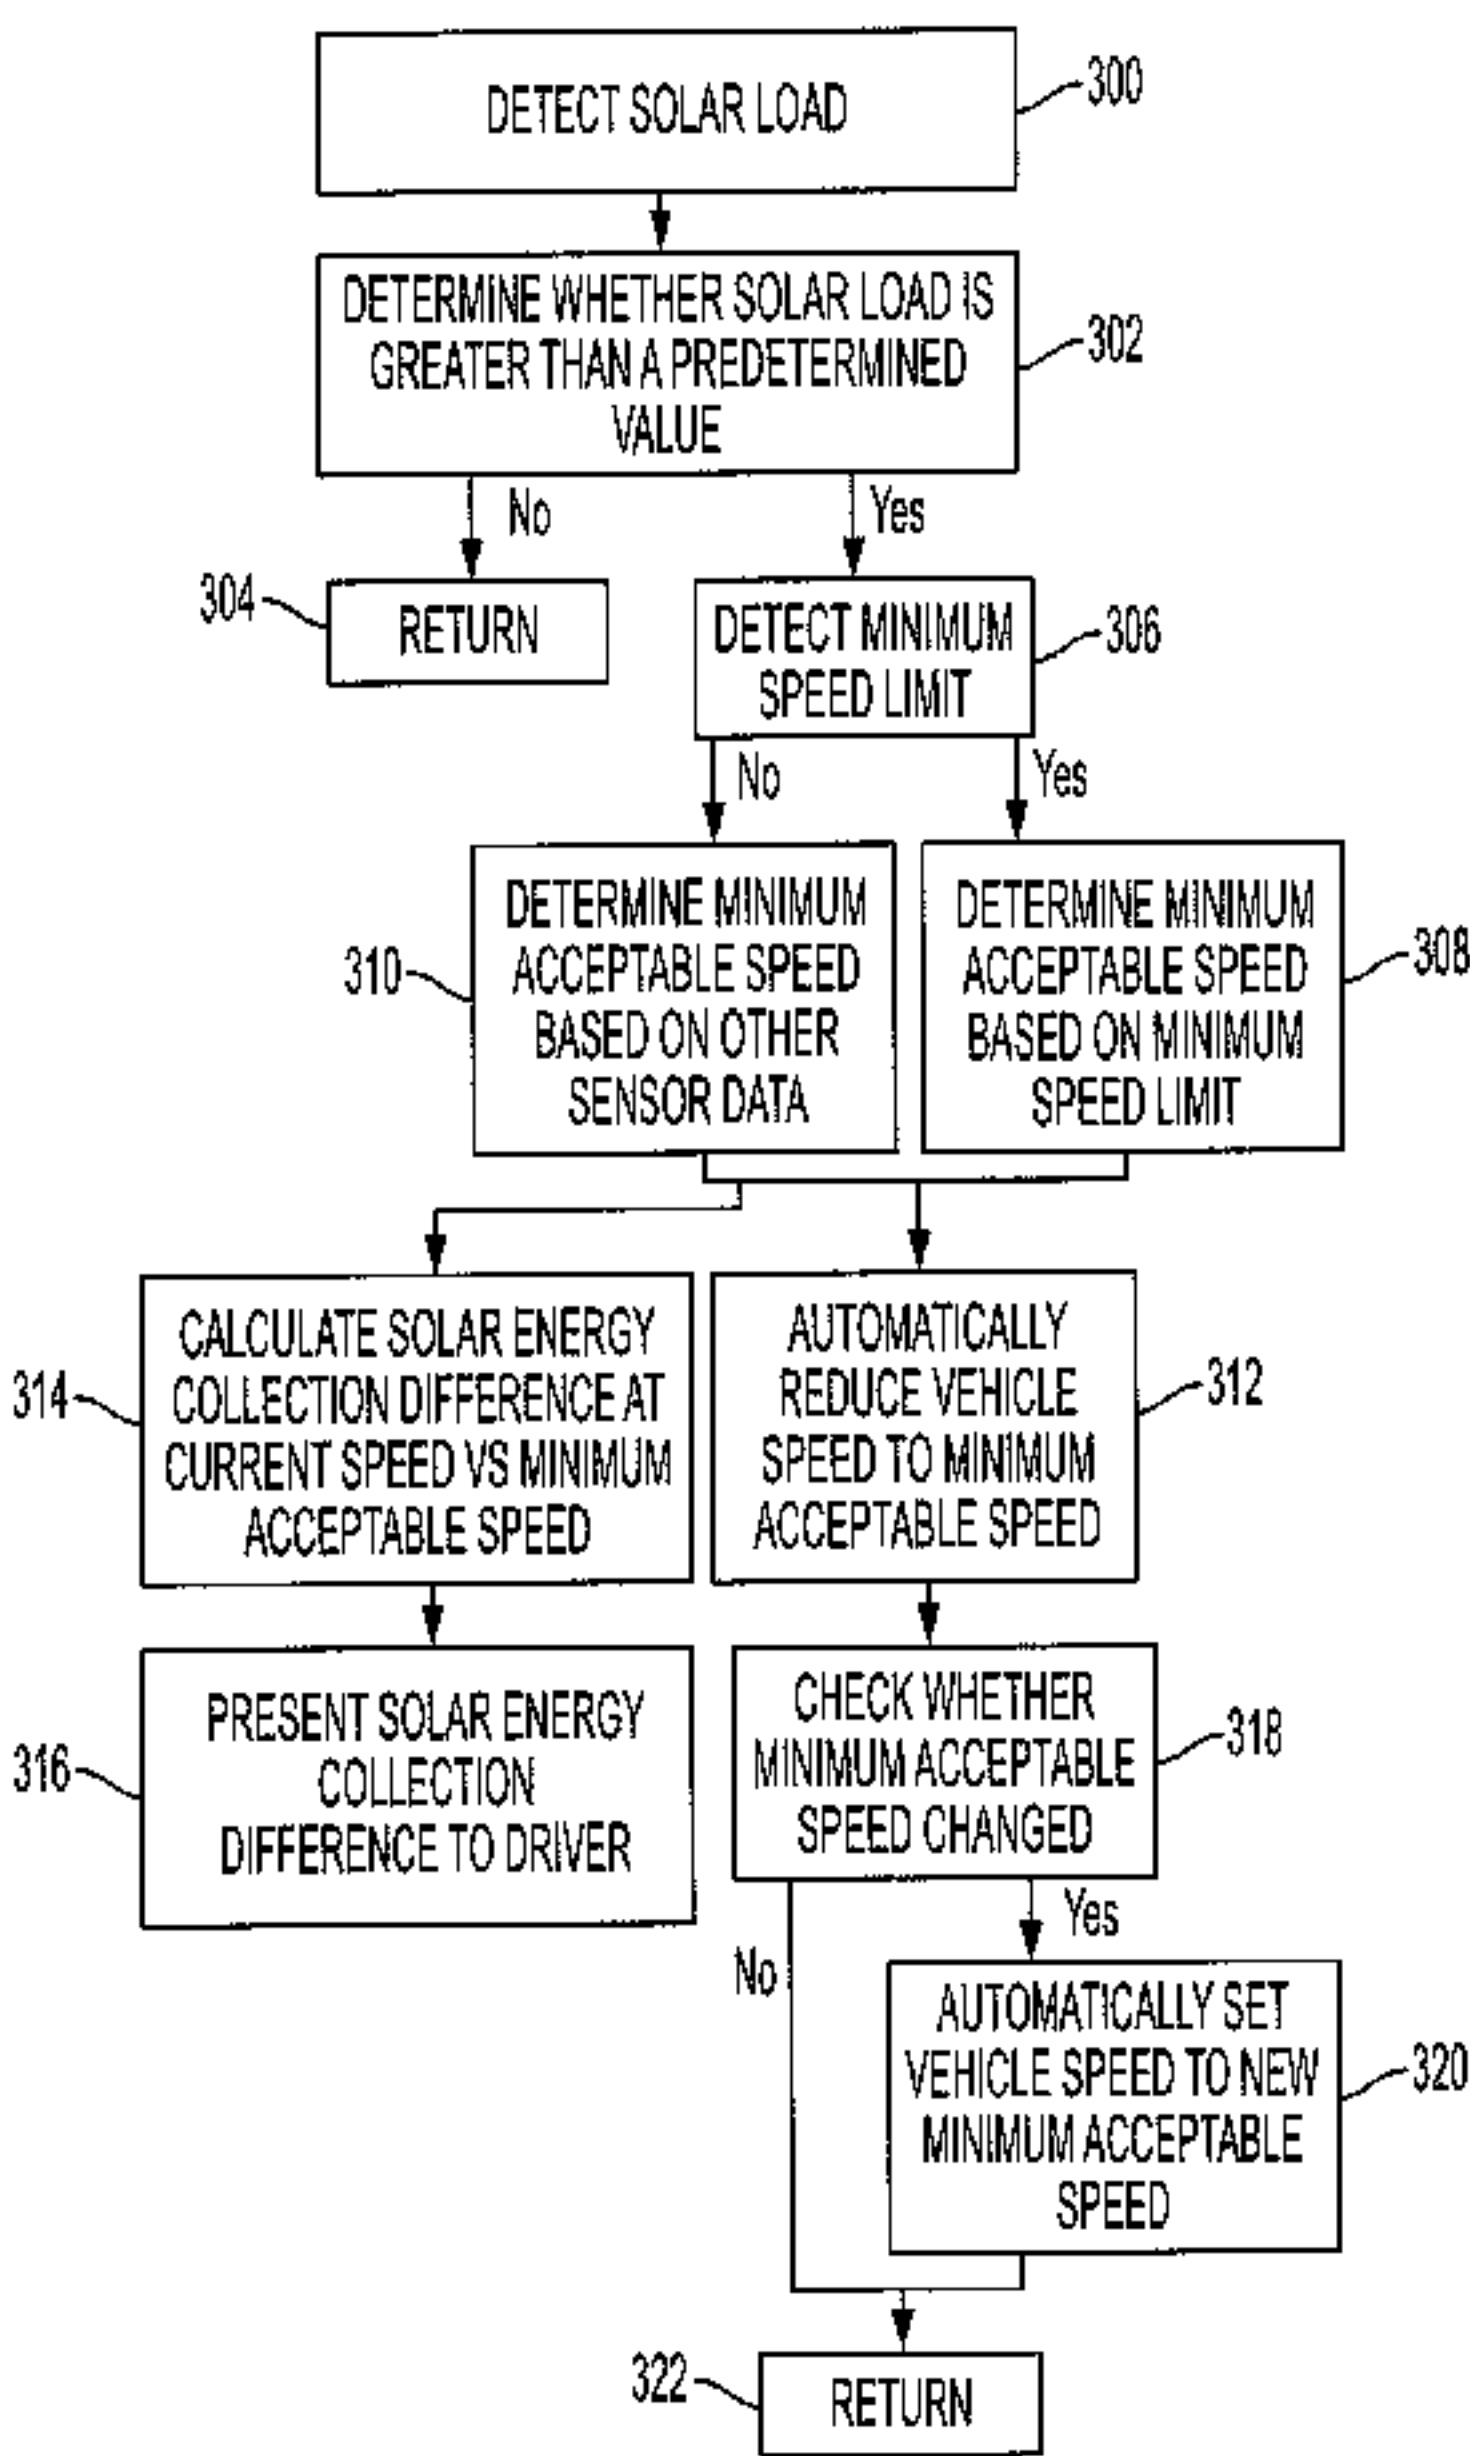 DETECT SOLAR LOAD
300
DETERMINE WHETHER SOLAR LOAD IS
GREATER THAN A PREDETERMINED
VALUE
302
No
Yes
304
RETURN
DETECT MINIMUM
SPEED LIMIT
306
No
Yes
310
DETERMINE MINIMUM
ACCEPTABLE SPEED
BASED ON OTHER
SENSOR DATA
DETERMINE MINIMUM
ACCEPTABLE SPEED
BASED ON MINIMUM
SPEED LIMIT
308
314
CALCULATE SOLAR ENERGY
COLLECTION DIFFERENCE AT
CURRENT SPEED VS MINIMUM
ACCEPTABLE SPEED
AUTOMATICALLY
REDUCE VEHICLE
SPEED TO MINIMUM
ACCEPTABLE SPEED
312
316
PRESENT SOLAR ENERGY
COLLECTION
DIFFERENCE TO DRIVER
CHECK WHETHER
MINIMUM ACCEPTABLE
SPEED CHANGED
318
No
Yes
AUTOMATICALLY SET
VEHICLE SPEED TO NEW
MINIMUM ACCEPTABLE
SPEED
320
322
RETURN